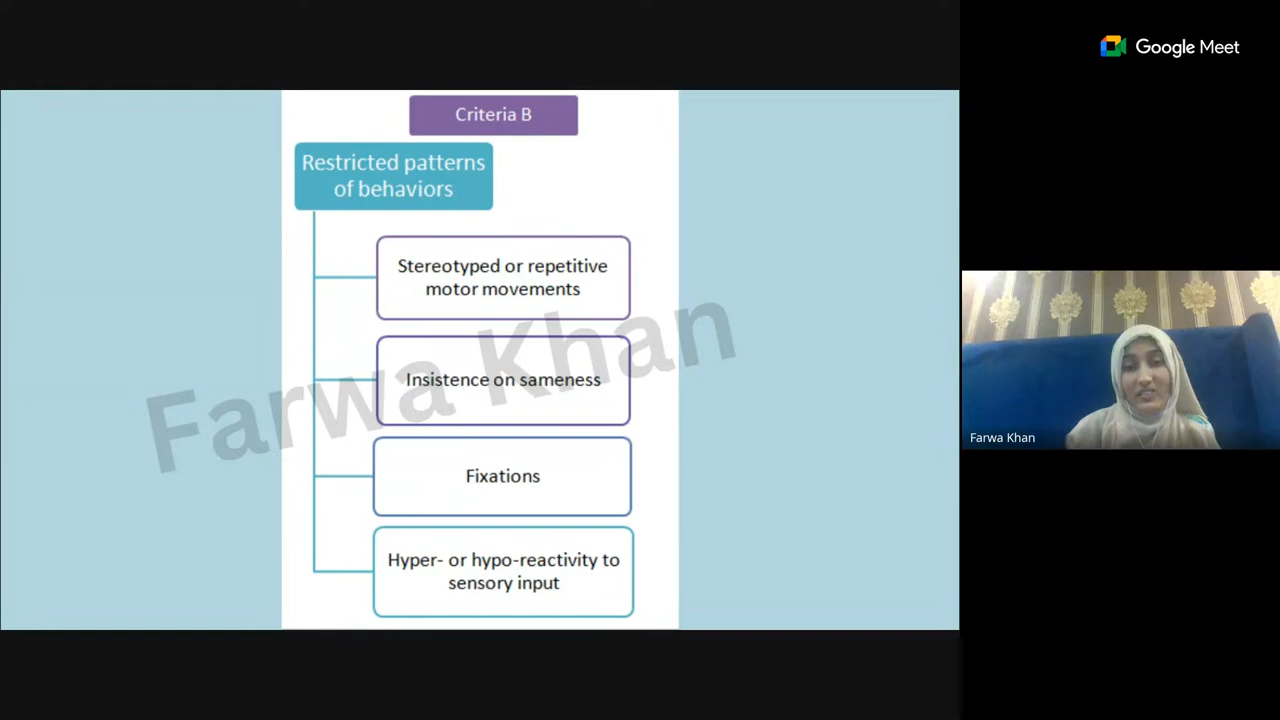 Google Meet
Criteria B
Restricted patterns
of behaviors
Stereotyped or repetitive
motor movements
Insistence on sameness
Fixations
Hyper- or hypo-reactivity to
sensory input
Farwa Khan
Farwa Khan